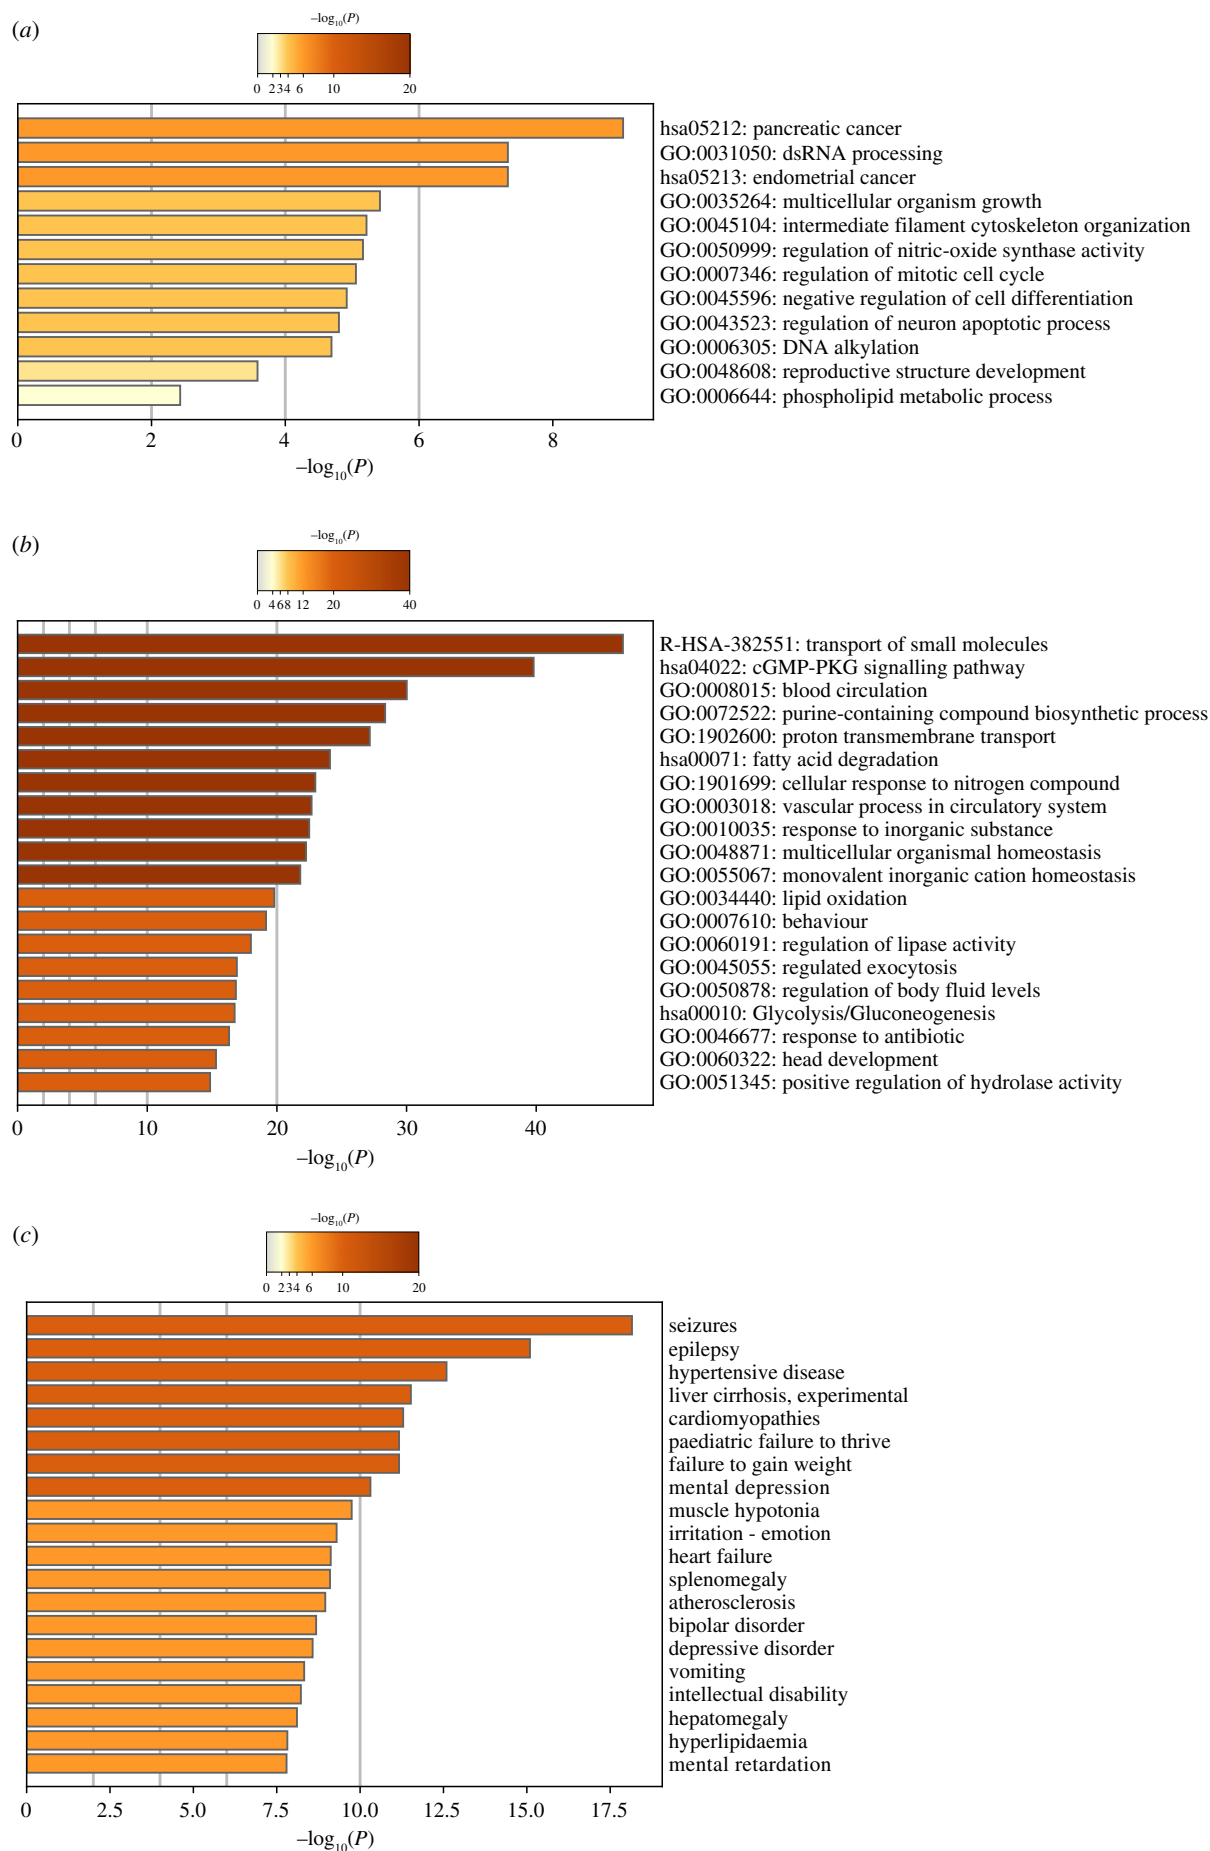 (a)
–log10(P)
0 2 3 4 6 10 20
hsa05212: pancreatic cancer
GO:0031050: dsRNA processing
hsa05213: endometrial cancer
GO:0035264: multicellular organism growth
GO:0045104: intermediate filament cytoskeleton organization
GO:0050999: regulation of nitric-oxide synthase activity
GO:0007346: regulation of mitotic cell cycle
GO:0045596: negative regulation of cell differentiation
GO:0043523: regulation of neuron apoptotic process
GO:0006305: DNA alkylation
GO:0048608: reproductive structure development
GO:0006644: phospholipid metabolic process
0 2 4 6 8
–log10(P)
(b)
–log10(P)
0 4 6 8 12 20 40
R-HSA-382551: transport of small molecules
hsa04022: cGMP-PKG signalling pathway
GO:0008015: blood circulation
GO:0072522: purine-containing compound biosynthetic process
GO:1902600: proton transmembrane transport
hsa00071: fatty acid degradation
GO:1901699: cellular response to nitrogen compound
GO:0003018: vascular process in circulatory system
GO:0010035: response to inorganic substance
GO:0048871: multicellular organismal homeostasis
GO:0055067: monovalent inorganic cation homeostasis
GO:0034440: lipid oxidation
GO:0007610: behaviour
GO:0060191: regulation of lipase activity
GO:0045055: regulated exocytosis
GO:0050878: regulation of body fluid levels
hsa00010: Glycolysis/Gluconeogenesis
GO:0046677: response to antibiotic
GO:0060322: head development
GO:0051345: positive regulation of hydrolase activity
0 10 20 30 40
–log10(P)
(c)
–log10(P)
0 2 3 4 6 10 20
seizures
epilepsy
hypertensive disease
liver cirrhosis, experimental
cardiomyopathies
paediatric failure to thrive
failure to gain weight
mental depression
muscle hypotonia
irritation - emotion
heart failure
splenomegaly
atherosclerosis
bipolar disorder
depressive disorder
vomiting
intellectual disability
hepatomegaly
hyperlipidaemia
mental retardation
0 2.5 5.0 7.5 10.0 12.5 15.0 17.5
–log10(P)